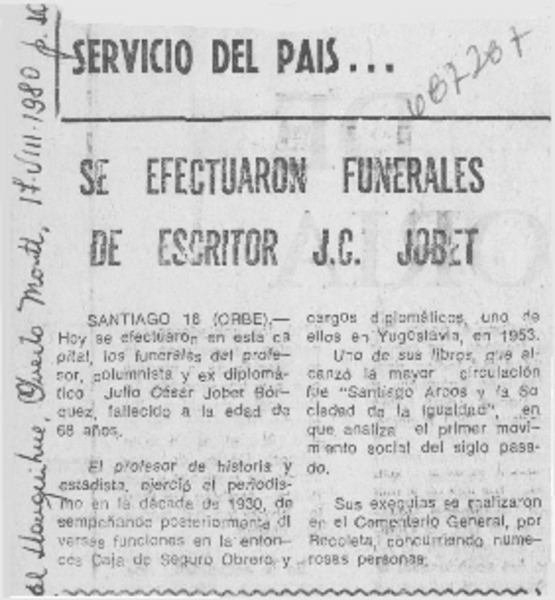 SERVICIO DEL PAIS...
687207
SE EFECTUARON FUNERALES
DE ESCRITOR J.C. JOBET
SANTIAGO 16 (ORBE).—
Hoy se efectuaron en esta ca
pital, los funerales del profe-
sor, columnista y ex diplomá-
tico Julio César Jobet Bór-
quez, fallecido a la edad de
68 años.
El profesor de historia y
estadista, ejerció el periodis-
mo en la década de 1930, de-
sempeñando posteriormente di
versas funciones en la enton-
ces Caja de Seguro Obrero y
cargos diplomáticos, uno de
ellos en Yugoslavia, en 1953.
Uno de sus libros, que al-
canzó la mayor circulación
fue "Santiago Arcos y la So
ciedad de la Igualdad", en
que analiza el primer movi-
miento social del siglo pasa-
do.
Sus exequias se realizaron
en el Cementerio General, por
Recoleta, concurriendo nume-
rosas personas.
el Llanquihue, Puerto Montt, 17-VIII-1980 p.